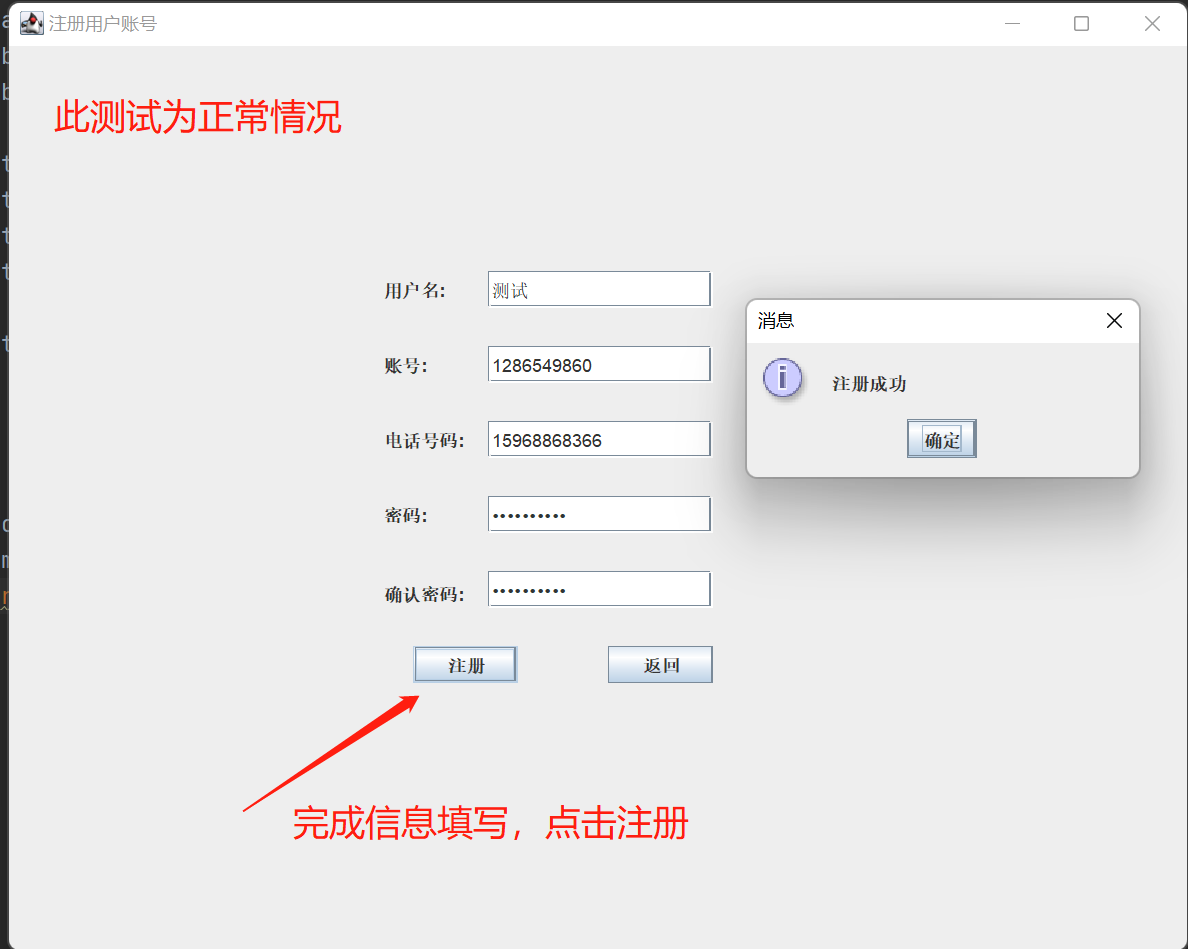 注册用户账号
此测试为正常情况
用户名:
测试
账号:
1286549860
电话号码:
15968868366
密码:
••••••••••
确认密码:
••••••••••
注册
返回
消息
i
注册成功
确定
完成信息填写，点击注册